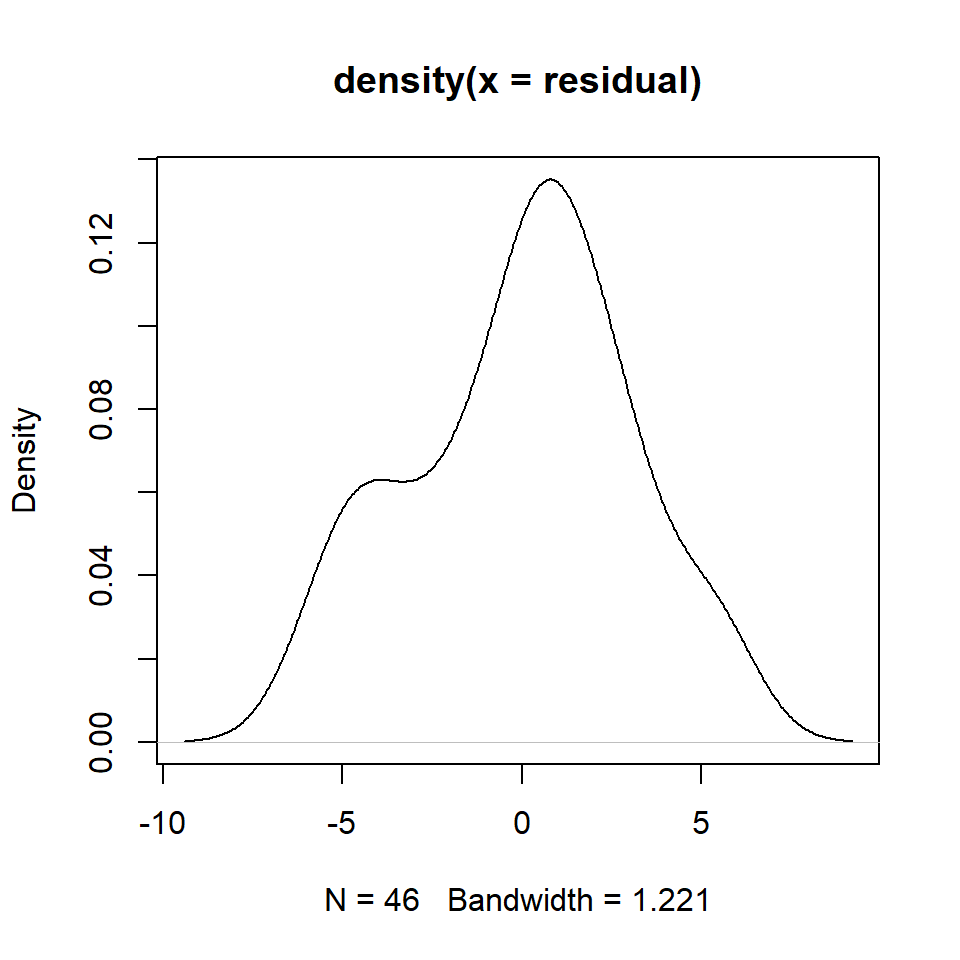 density(x = residual)
Density
0.12
0.08
0.04
0.00
-10 -5 0 5
N = 46 Bandwidth = 1.221